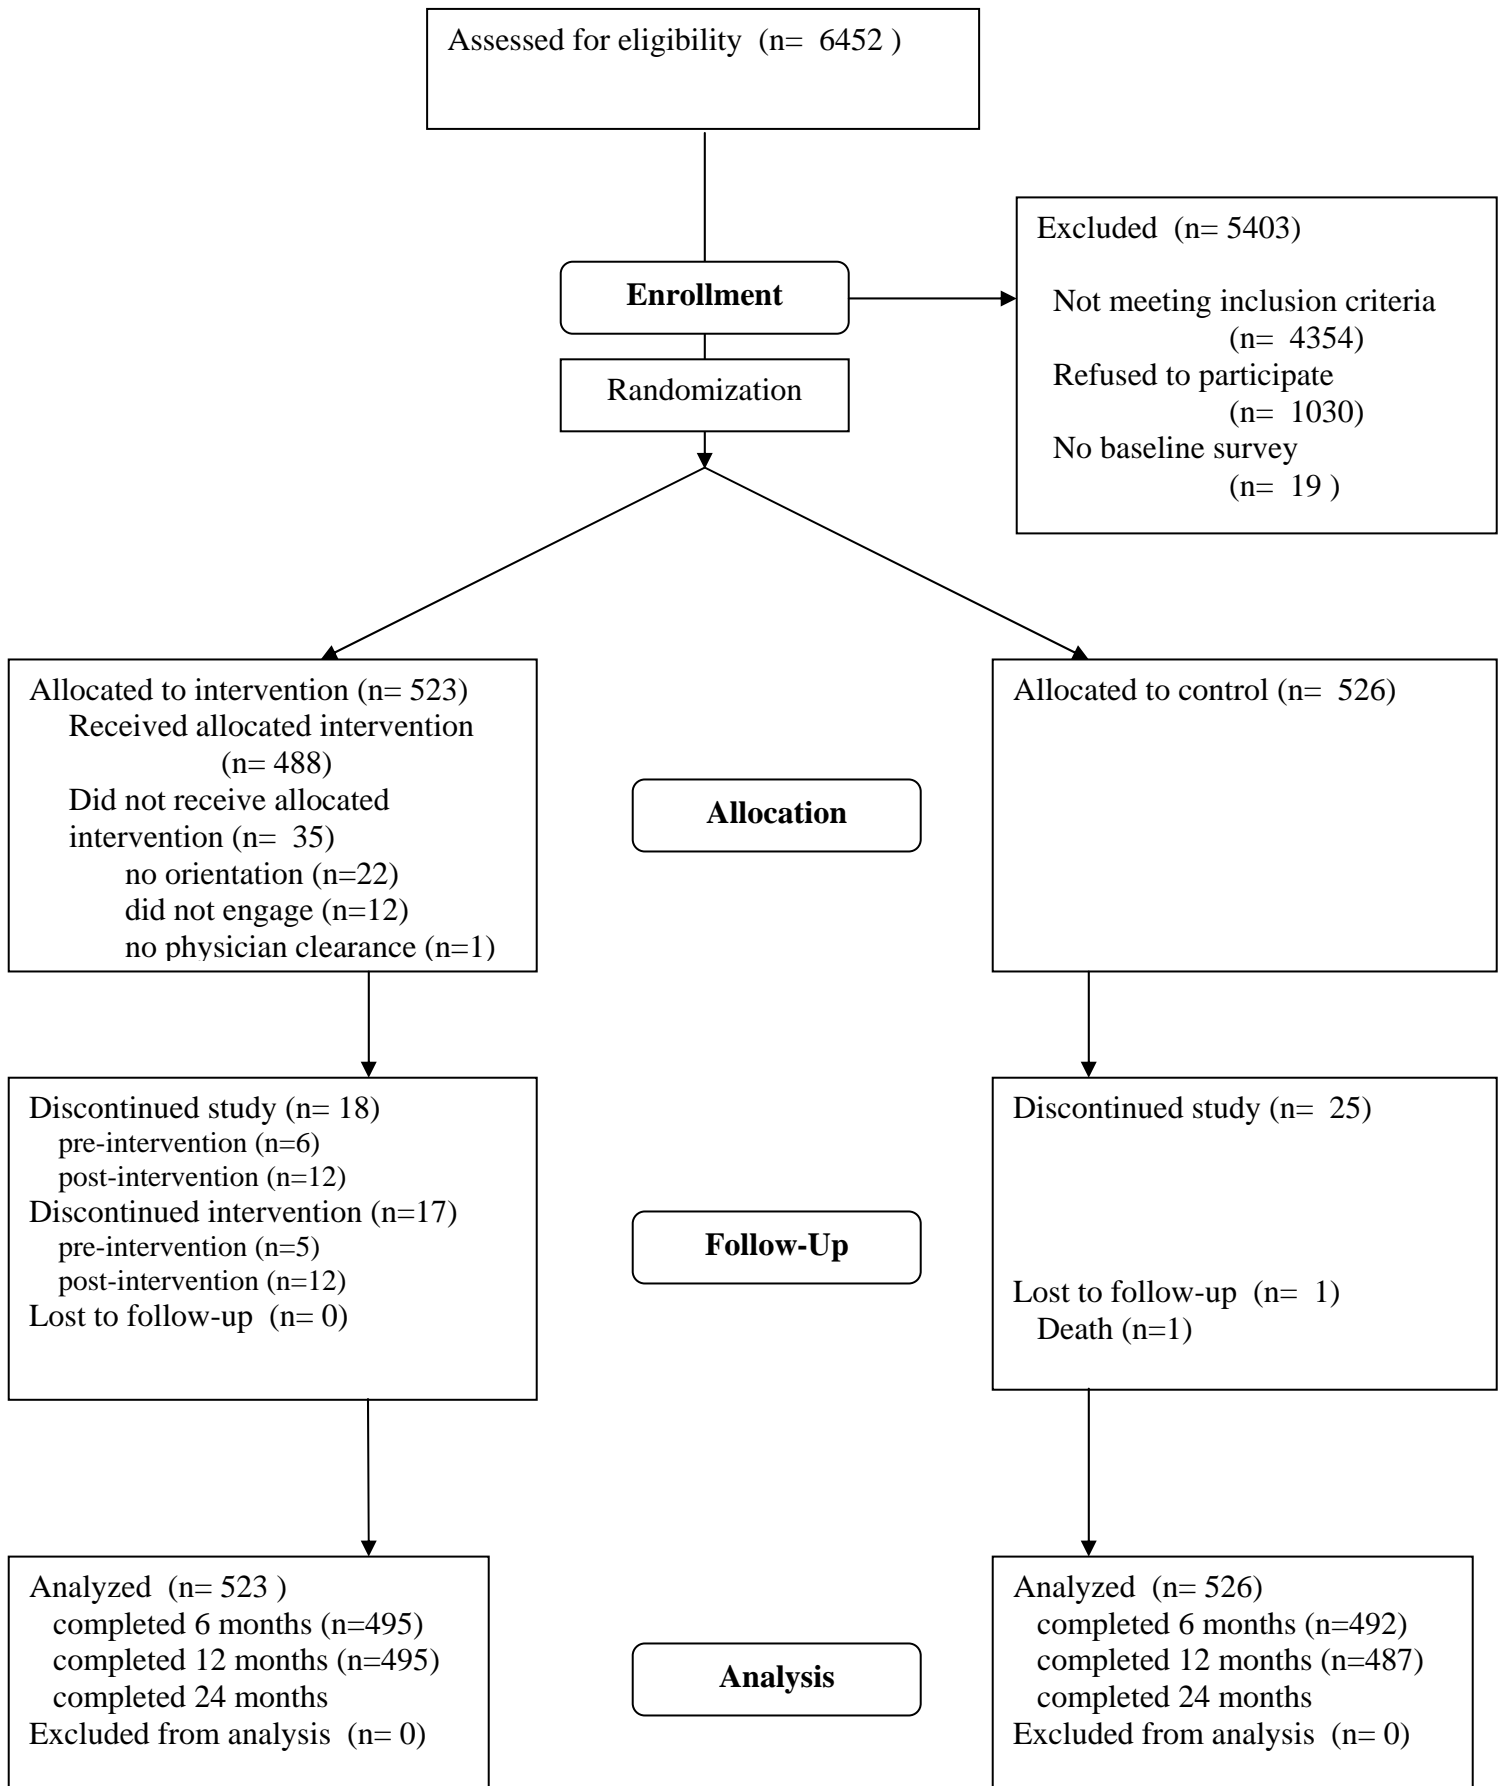 Assessed for eligibility (n= 6452 )
Excluded (n= 5403)
Not meeting inclusion criteria
(n= 4354)
Refused to participate
(n= 1030)
No baseline survey
(n= 19 )
Enrollment
Randomization
Allocated to intervention (n= 523)
Received allocated intervention
(n= 488)
Did not receive allocated
intervention (n= 35)
no orientation (n=22)
did not engage (n=12)
no physician clearance (n=1)
Allocation
Allocated to control (n= 526)
Discontinued study (n= 18)
pre-intervention (n=6)
post-intervention (n=12)
Discontinued intervention (n=17)
pre-intervention (n=5)
post-intervention (n=12)
Lost to follow-up (n= 0)
Follow-Up
Discontinued study (n= 25)
Lost to follow-up (n= 1)
Death (n=1)
Analyzed (n= 523 )
completed 6 months (n=495)
completed 12 months (n=495)
completed 24 months
Excluded from analysis (n= 0)
Analysis
Analyzed (n= 526)
completed 6 months (n=492)
completed 12 months (n=487)
completed 24 months
Excluded from analysis (n= 0)